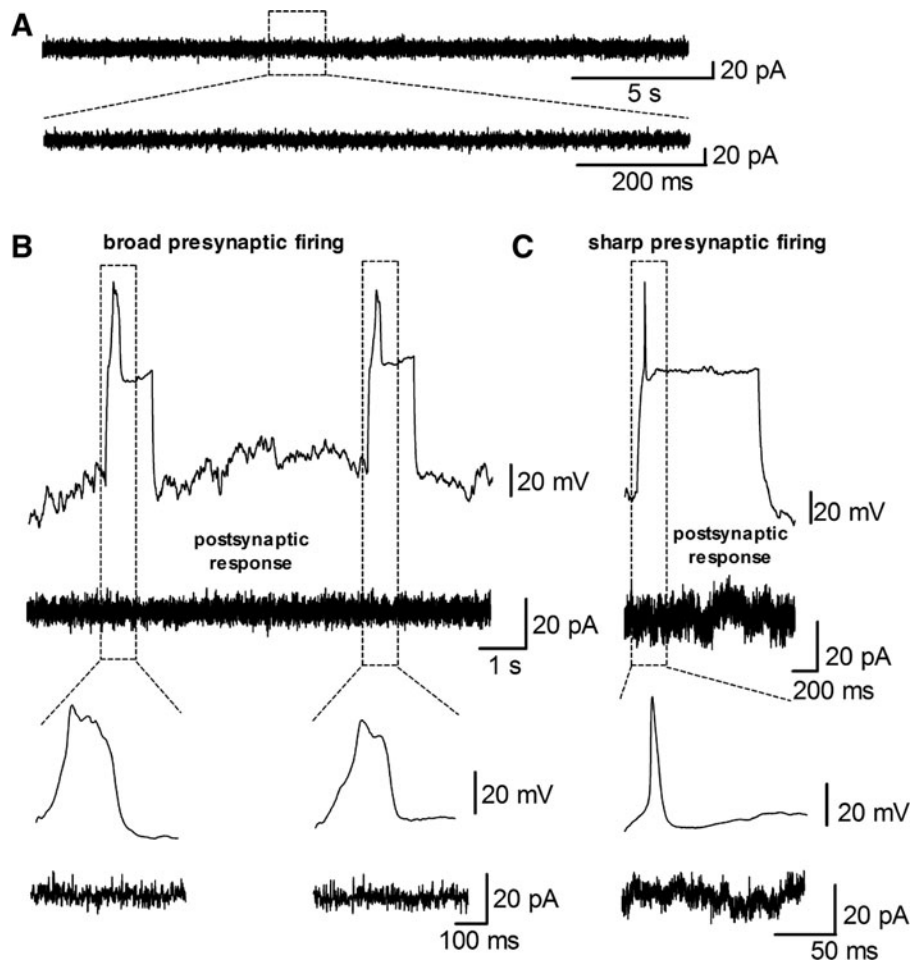 A
20 pA
5 s
20 pA
200 ms
B
broad presynaptic firing
C
sharp presynaptic firing
20 mV
20 mV
postsynaptic
response
postsynaptic
response
20 pA
1 s
20 pA
200 ms
20 mV
20 mV
20 pA
100 ms
20 pA
50 ms